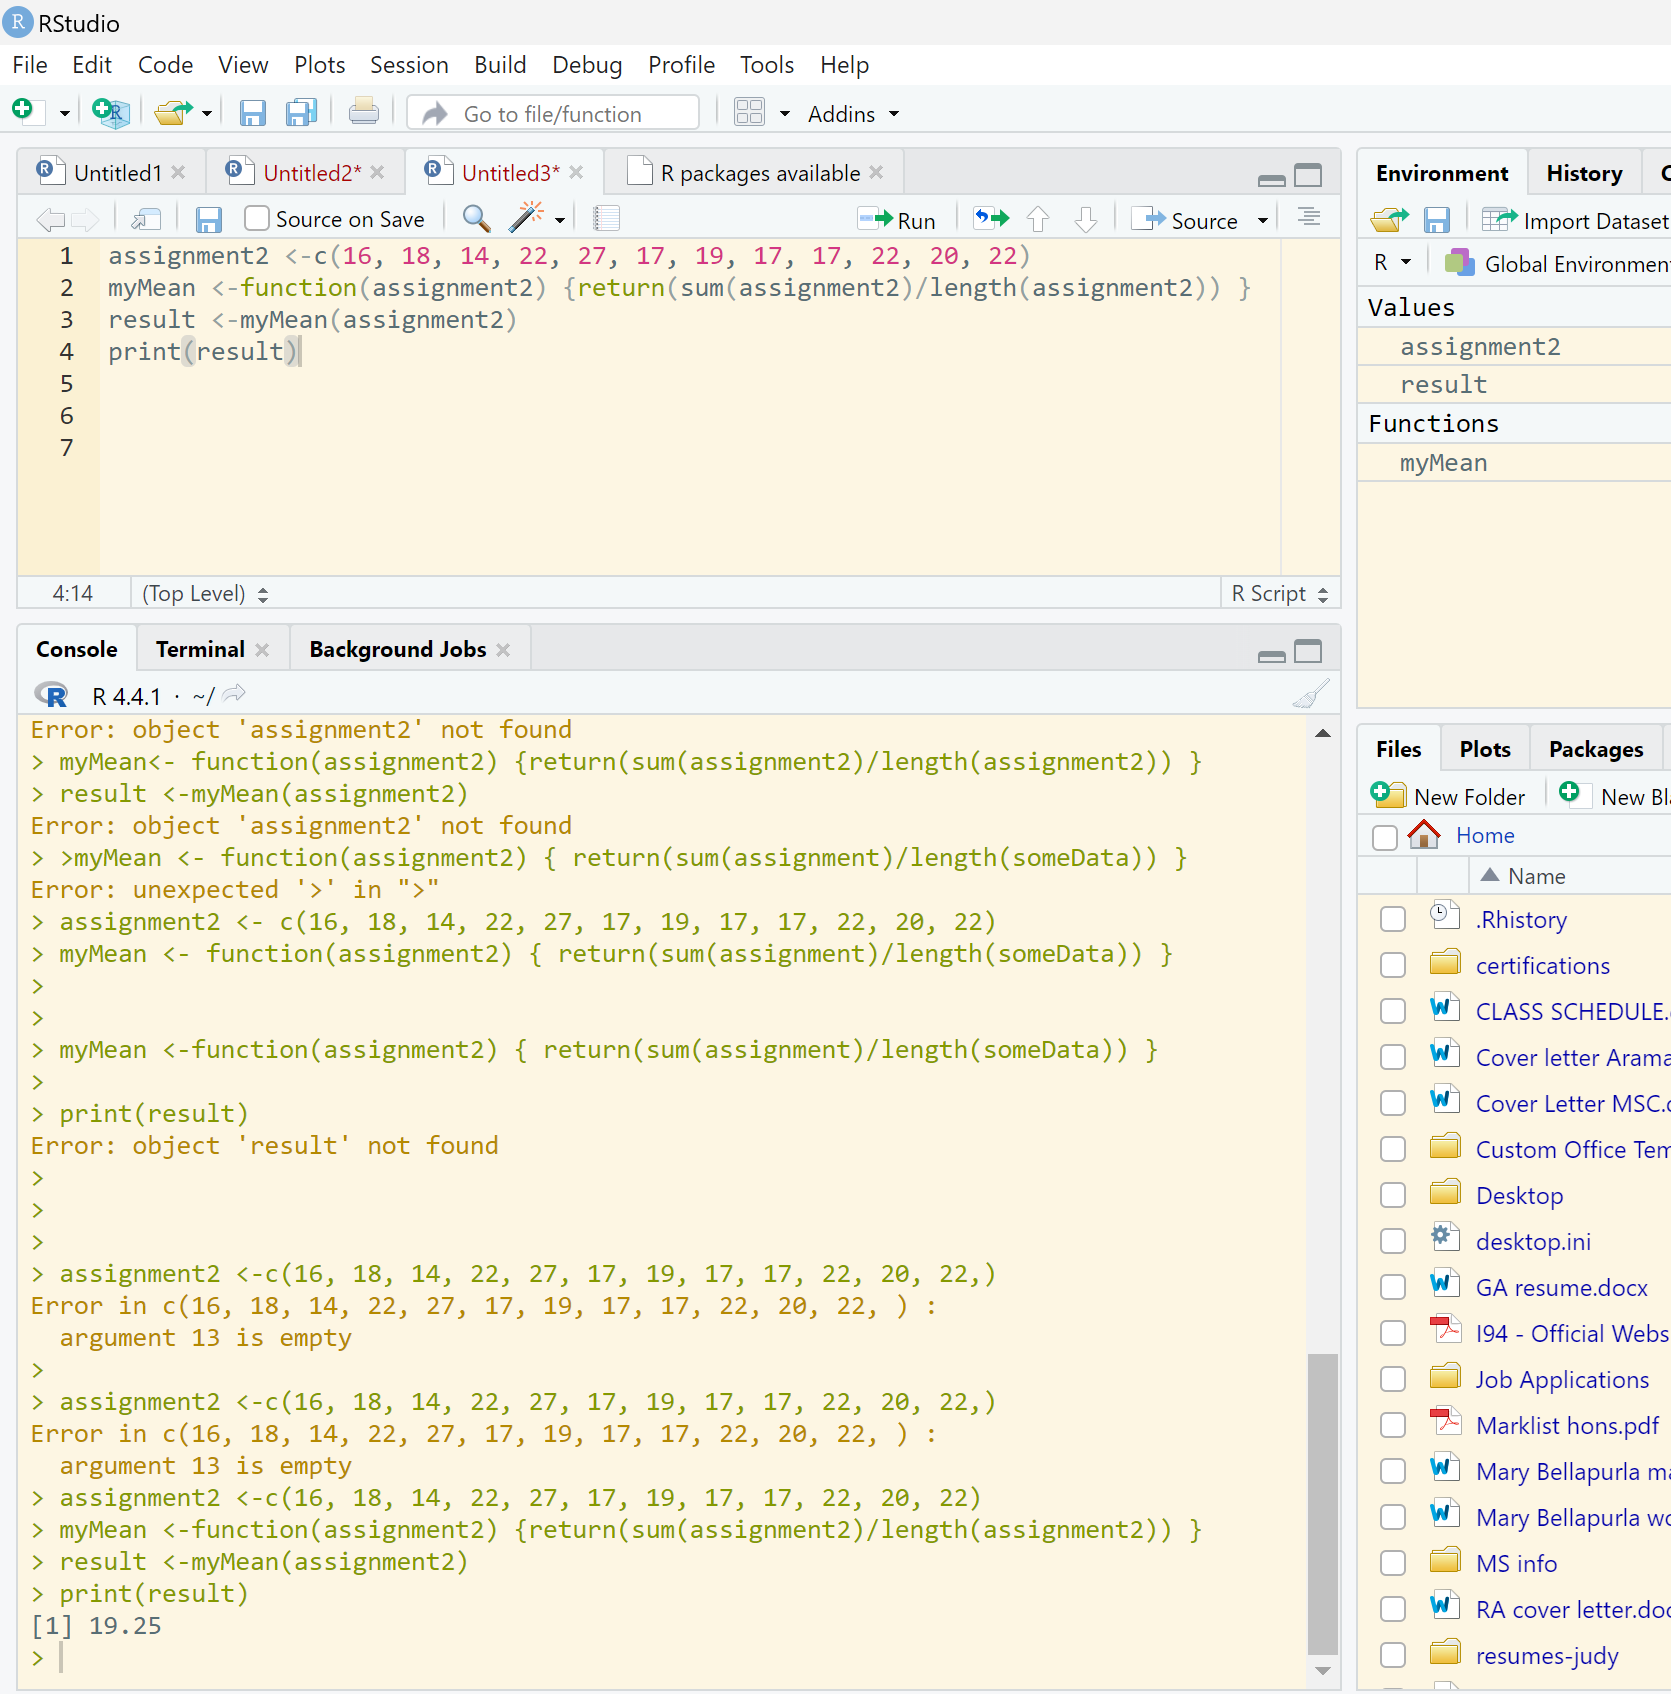 RStudio
File Edit Code View Plots Session Build Debug Profile Tools Help
Go to file/function Addins
Untitled1 Untitled2* Untitled3* R packages available
Source on Save Run Source
1 assignment2 <-c(16, 18, 14, 22, 27, 17, 19, 17, 17, 22, 20, 22)
2 myMean <-function(assignment2) {return(sum(assignment2)/length(assignment2)) }
3 result <-myMean(assignment2)
4 print(result)
5
6
7
4:14 (Top Level) R Script
Console Terminal Background Jobs
R 4.4.1 · ~/
Error: object 'assignment2' not found
> myMean<- function(assignment2) {return(sum(assignment2)/length(assignment2)) }
> result <-myMean(assignment2)
Error: object 'assignment2' not found
> >myMean <- function(assignment2) { return(sum(assignment)/length(someData)) }
Error: unexpected '>' in ">"
> assignment2 <- c(16, 18, 14, 22, 27, 17, 19, 17, 17, 22, 20, 22)
> myMean <- function(assignment2) { return(sum(assignment)/length(someData)) }
>
>
> myMean <-function(assignment2) { return(sum(assignment)/length(someData)) }
>
> print(result)
Error: object 'result' not found
>
>
>
> assignment2 <-c(16, 18, 14, 22, 27, 17, 19, 17, 17, 22, 20, 22,)
Error in c(16, 18, 14, 22, 27, 17, 19, 17, 17, 22, 20, 22, ) :
  argument 13 is empty
>
> assignment2 <-c(16, 18, 14, 22, 27, 17, 19, 17, 17, 22, 20, 22,)
Error in c(16, 18, 14, 22, 27, 17, 19, 17, 17, 22, 20, 22, ) :
  argument 13 is empty
> assignment2 <-c(16, 18, 14, 22, 27, 17, 19, 17, 17, 22, 20, 22)
> myMean <-function(assignment2) {return(sum(assignment2)/length(assignment2)) }
> result <-myMean(assignment2)
> print(result)
[1] 19.25
>
Environment History
Import Dataset
R Global Environment
Values
assignment2
result
Functions
myMean
Files Plots Packages
New Folder New Bla
Home
Name
.Rhistory
certifications
CLASS SCHEDULE.
Cover letter Arama
Cover Letter MSC.
Custom Office Tem
Desktop
desktop.ini
GA resume.docx
I94 - Official Webs
Job Applications
Marklist hons.pdf
Mary Bellapurla ma
Mary Bellapurla wo
MS info
RA cover letter.doc
resumes-judy